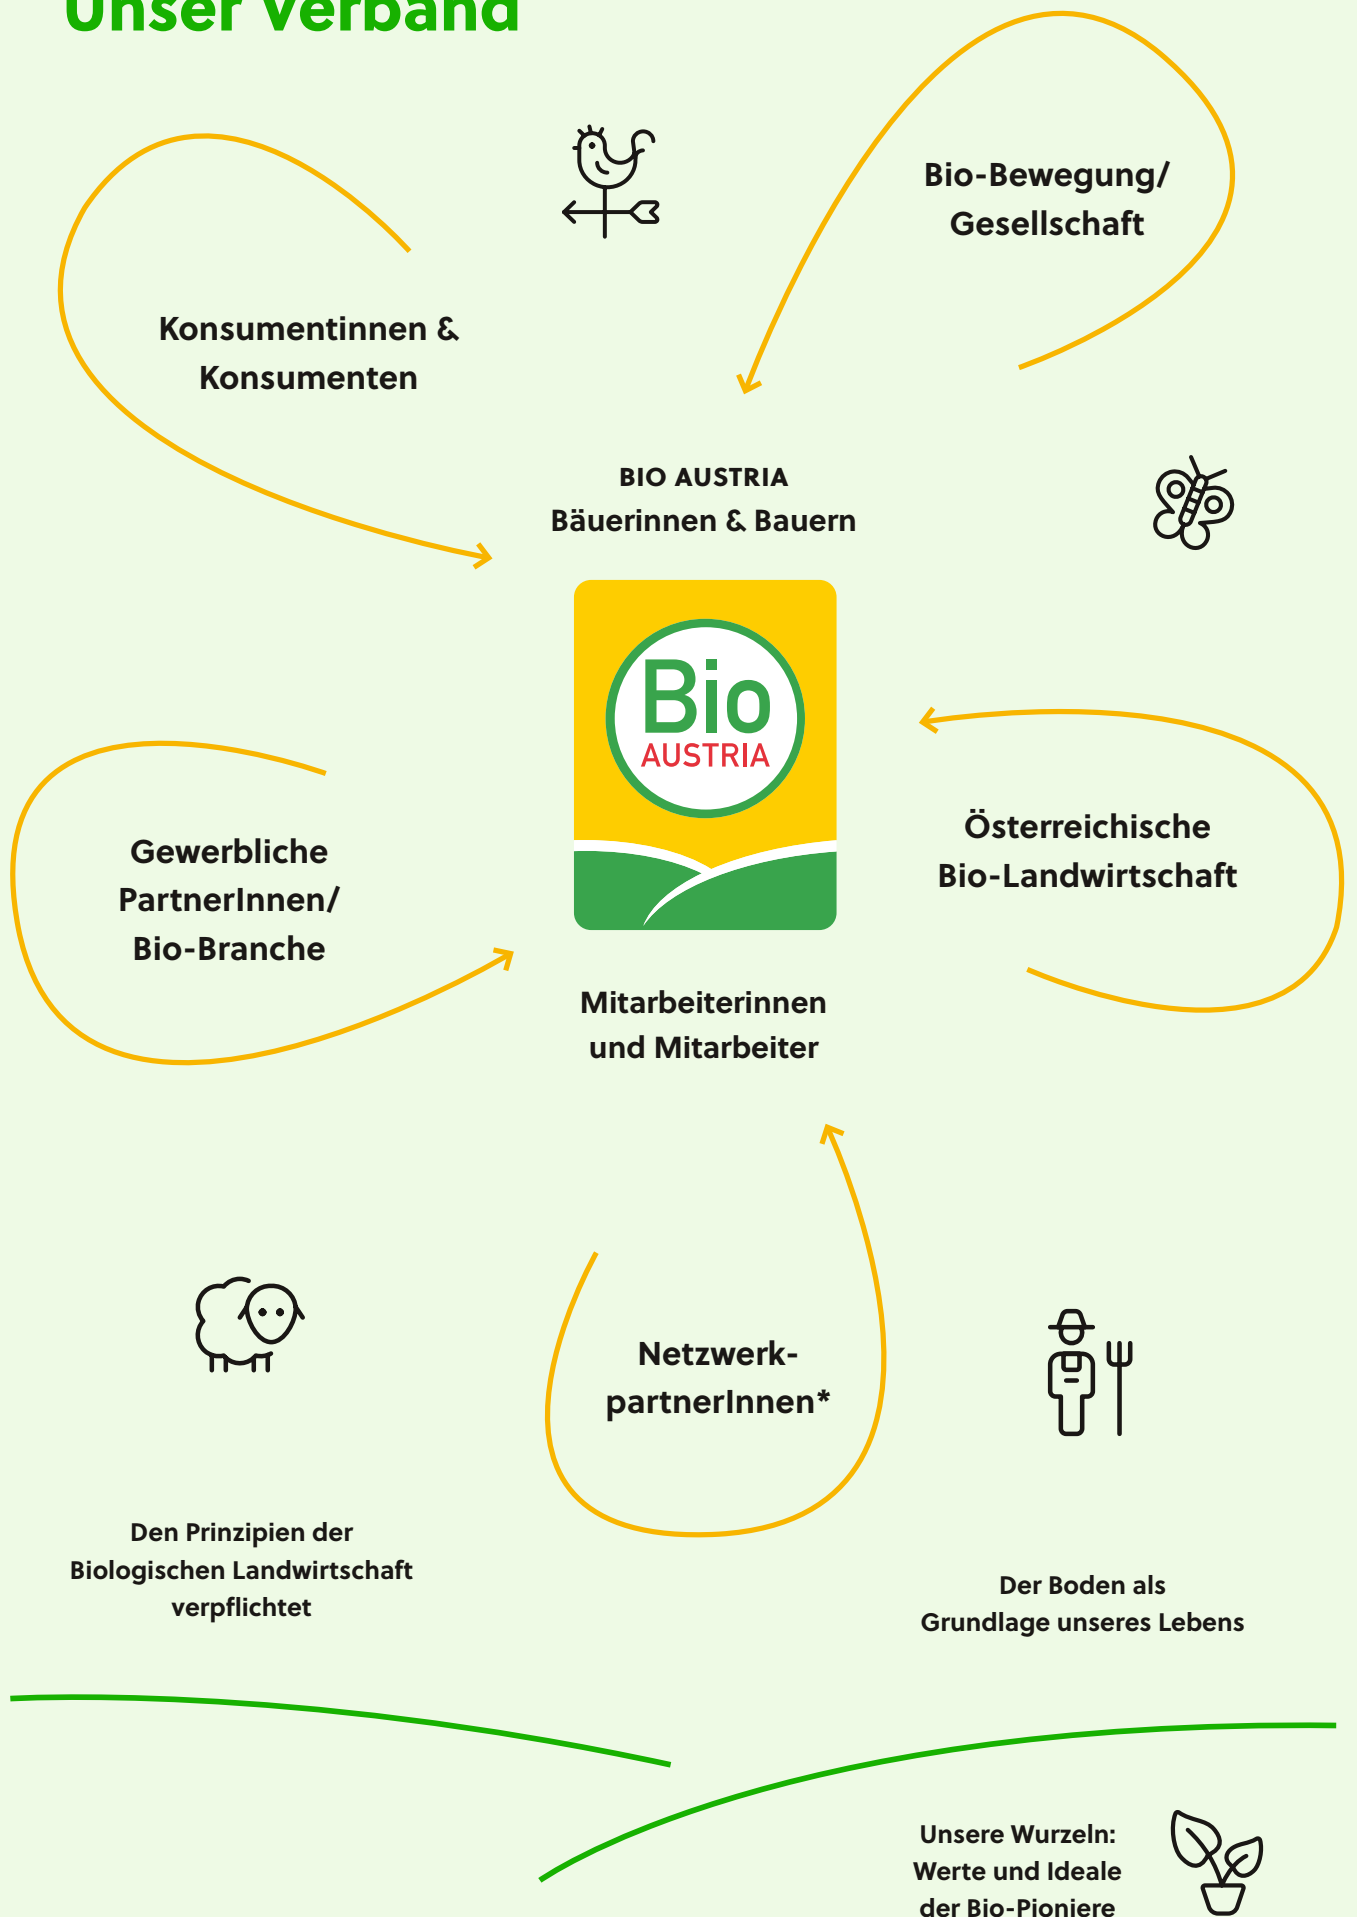 Unser Verband
Bio-Bewegung/
Gesellschaft
Konsumentinnen &
Konsumenten
BIO AUSTRIA
Bäuerinnen & Bauern
Bio
AUSTRIA
Gewerbliche
PartnerInnen/
Bio-Branche
Österreichische
Bio-Landwirtschaft
Mitarbeiterinnen
und Mitarbeiter
Netzwerk-
partnerInnen*
Den Prinzipien der
Biologischen Landwirtschaft
verpflichtet
Der Boden als
Grundlage unseres Lebens
Unsere Wurzeln:
Werte und Ideale
der Bio-Pioniere